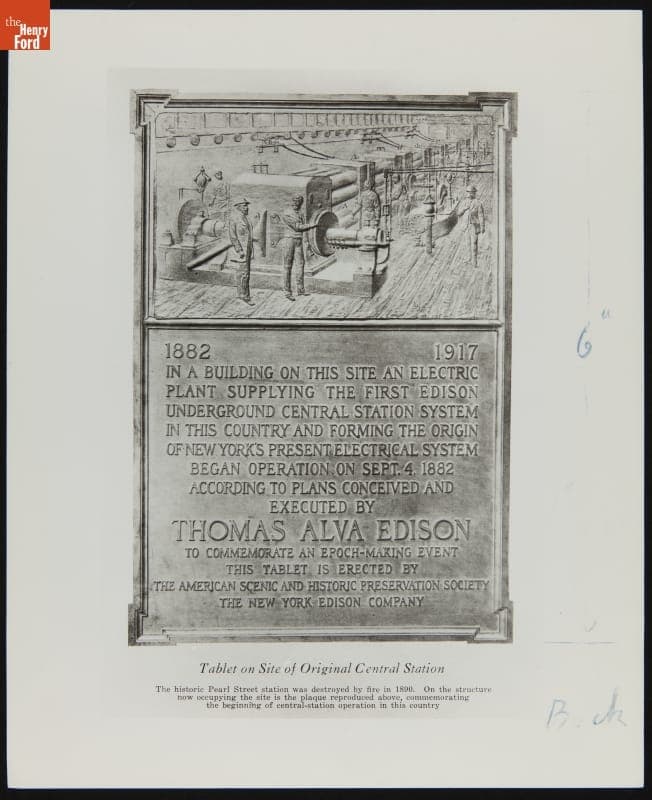 the
Henry
Ford
1882 1917
IN A BUILDING ON THIS SITE AN ELECTRIC
PLANT SUPPLYING THE FIRST EDISON
UNDERGROUND CENTRAL STATION SYSTEM
IN THIS COUNTRY AND FORMING THE ORIGIN
OF NEW YORK'S PRESENT ELECTRICAL SYSTEM
BEGAN OPERATION ON SEPT. 4, 1882
ACCORDING TO PLANS CONCEIVED AND
EXECUTED BY
THOMAS ALVA EDISON
TO COMMEMORATE AN EPOCH-MAKING EVENT
THIS TABLET IS ERECTED BY
THE AMERICAN SCENIC AND HISTORIC PRESERVATION SOCIETY
THE NEW YORK EDISON COMPANY
Tablet on Site of Original Central Station
The historic Pearl Street station was destroyed by fire in 1890. On the structure
now occupying the site is the plaque reproduced above, commemorating
the beginning of central-station operation in this country
6"